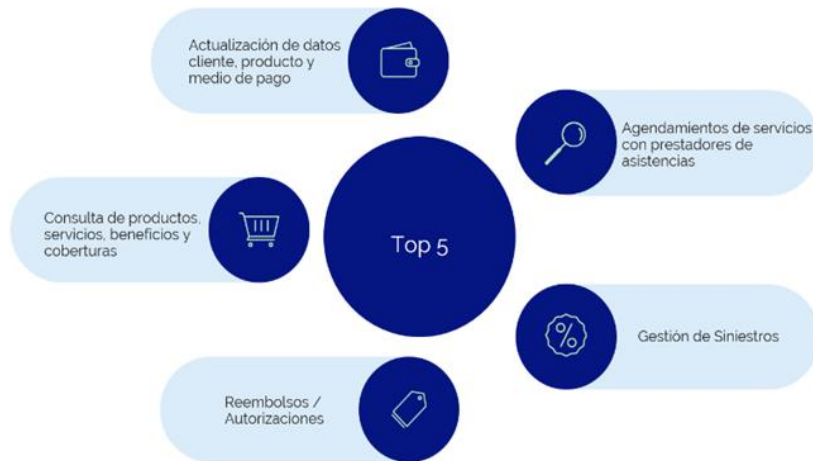 Actualización de datos
cliente, producto y
medio de pago
Agendamientos de servicios
con prestadores de
asistencias
Consulta de productos,
servicios, beneficios y
coberturas
Top 5
Gestión de Siniestros
Reembolsos /
Autorizaciones